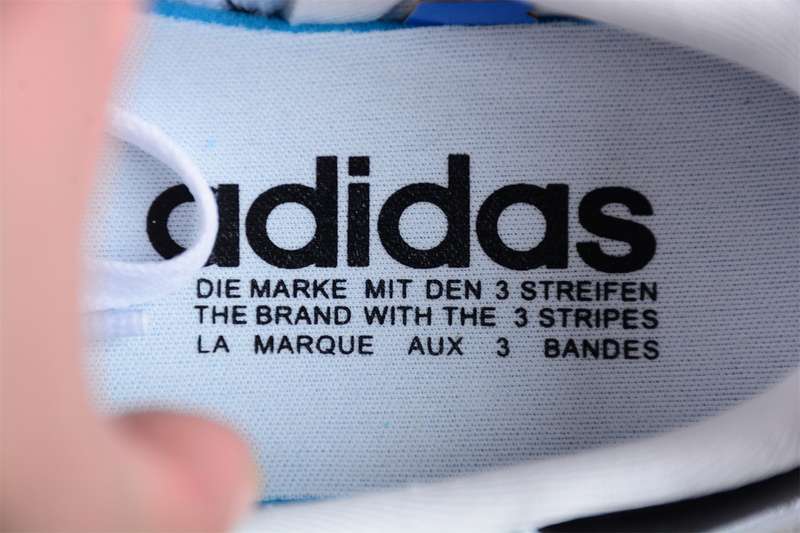 adidas
DIE MARKE MIT DEN 3 STREIFEN
THE BRAND WITH THE 3 STRIPES
LA MARQUE AUX 3 BANDES